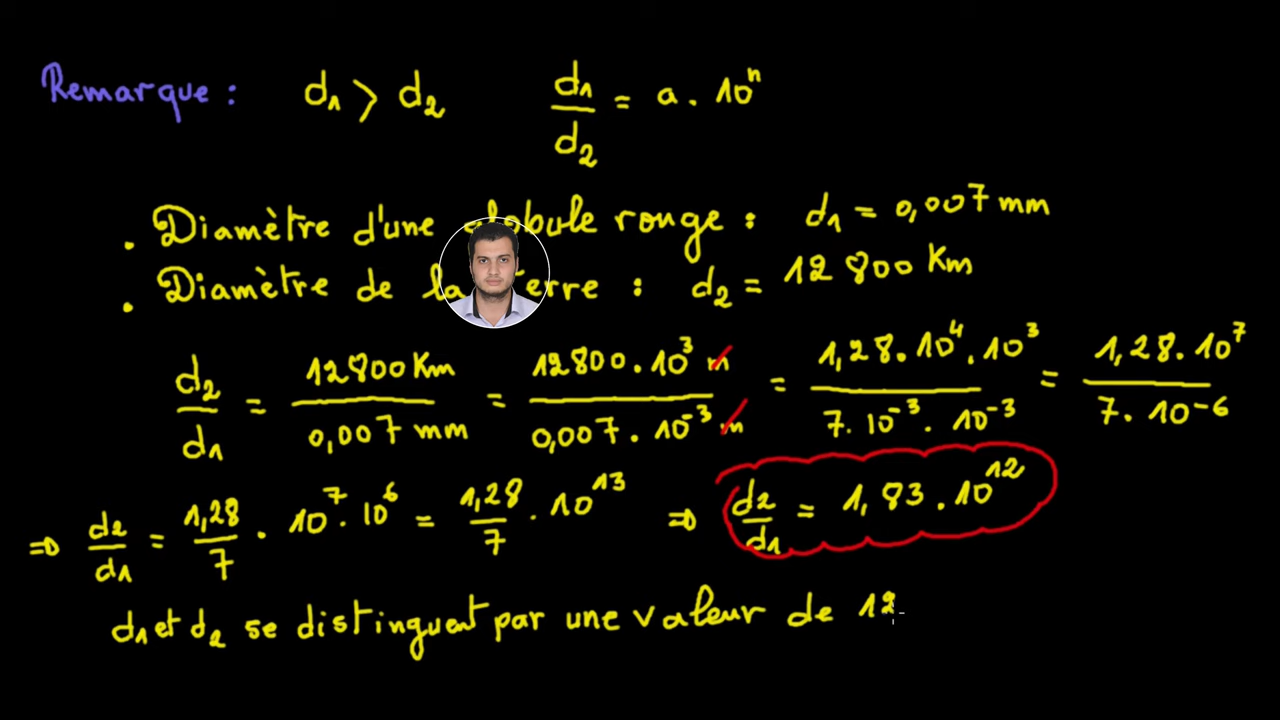 Remarque : d₁ > d₂ d₁/d₂ = a . 10ⁿ
. Diamètre d'une globule rouge : d₁ = 0,007 mm
. Diamètre de la : d₂ = 12 800 Km
d₂/d₁ = 12800 Km / 0,007 mm = 12800 . 10³ m / 0,007 . 10⁻³ m = 1,28 . 10⁴ . 10³ / 7 . 10⁻³ . 10⁻³ = 1,28 . 10⁷ / 7 . 10⁻⁶
⇒ d₂/d₁ = 1,28/7 . 10⁷ . 10⁶ = 1,28/7 . 10¹³ ⇒ d₂/d₁ = 1,83 . 10¹²
d₁ et d₂ se distinguent par une valeur de 12